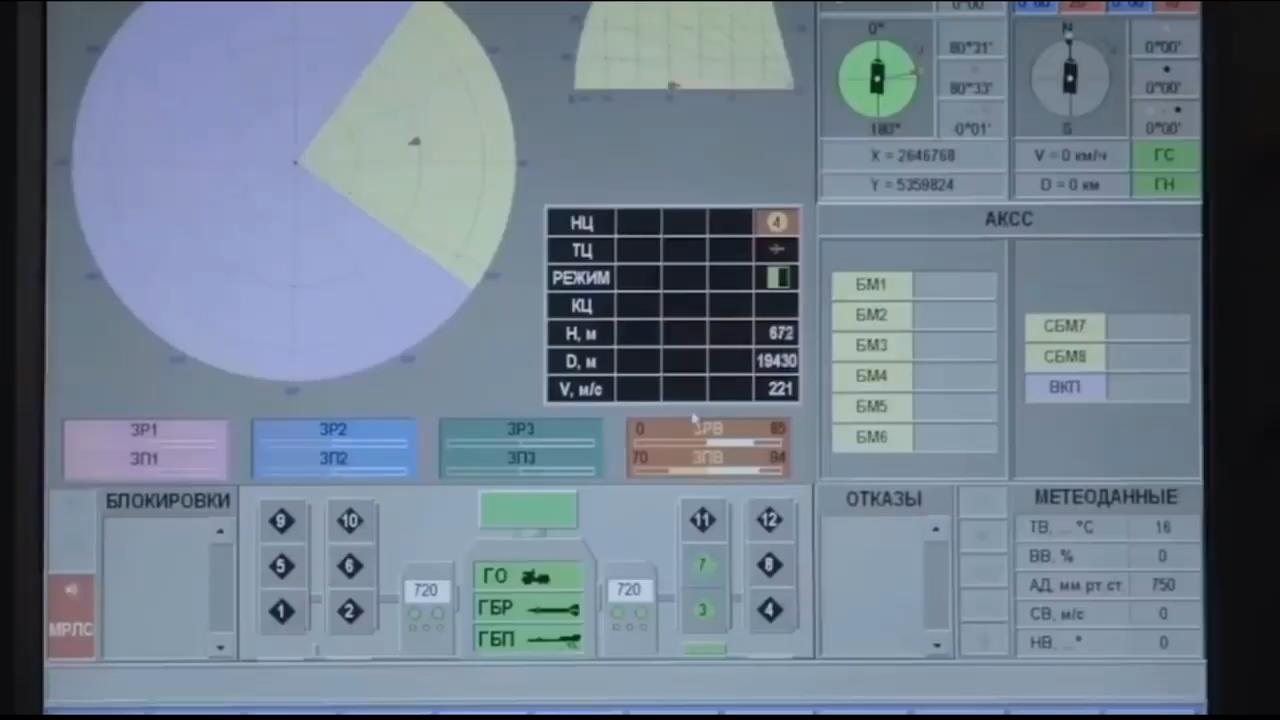 0°00'
0°
80°31'
80°33'
180°
0°01'
N
0°00'
0°00'
S
0°00'
X = 2646768
V = 0 км/ч
ГС
Y = 5359824
D = 0 км
ГН
НЦ
4
ТЦ
РЕЖИМ
КЦ
Н, м
672
D, м
19430
V, м/с
221
АКСС
БМ1
БМ2
БМ3
БМ4
БМ5
БМ6
СБМ7
СБМ8
ВКП
ЗР1
ЗП1
ЗР2
ЗП2
ЗР3
ЗП3
0 ЗРВ 85
70 ЗПВ 94
МРЛС
БЛОКИРОВКИ
9 10
5 6
1 2
720
ГО
ГБР
ГБП
720
11 12
7 8
3 4
ОТКАЗЫ
МЕТЕОДАННЫЕ
ТВ, ... °С 16
ВВ, % 0
АД, мм рт ст 750
СВ, м/с 0
НВ, ...° 0